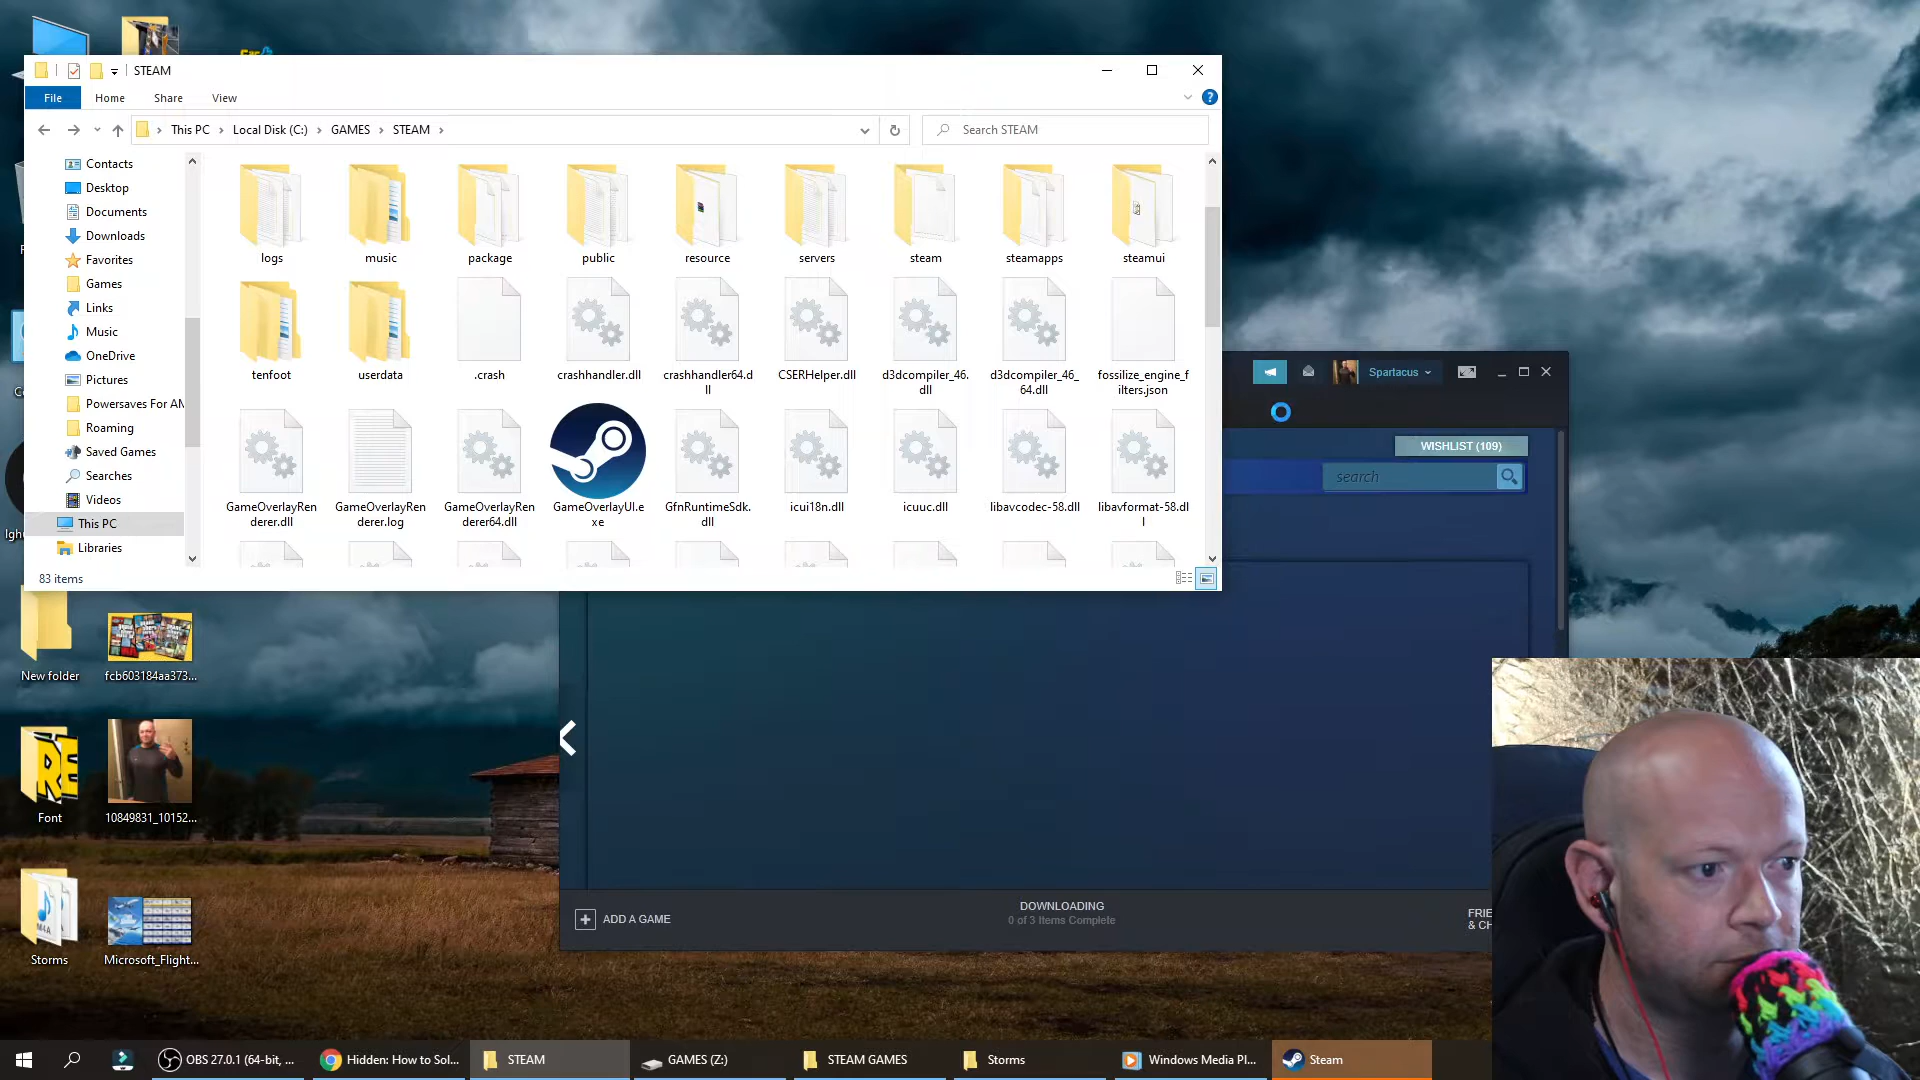 STEAM
File
Home
Share
View
This PC
Local Disk (C:)
GAMES
STEAM
Search STEAM
Contacts
Desktop
Documents
Downloads
Favorites
Games
Links
Music
OneDrive
Pictures
Powersaves For AM
Roaming
Saved Games
Searches
Videos
This PC
Libraries
logs
music
package
public
resource
servers
steam
steamapps
steamui
tenfoot
userdata
.crash
crashhandler.dll
crashhandler64.d
ll
CSERHelper.dll
d3dcompiler_46.
dll
d3dcompiler_46_
64.dll
fossilize_engine_f
ilters.json
GameOverlayRen
derer.dll
GameOverlayRen
derer.log
GameOverlayRen
derer64.dll
GameOverlayUI.e
xe
GfnRuntimeSdk.
dll
icui18n.dll
icuuc.dll
libavcodec-58.dll
libavformat-58.dl
l
83 items
Spartacus
WISHLIST (109)
search
ADD A GAME
DOWNLOADING
0 of 3 Items Complete
FRIE
& CH
New folder
fcb603184aa373...
Font
10849831_10152...
Storms
Microsoft_Flight...
OBS 27.0.1 (64-bit, ...
Hidden: How to Sol...
STEAM
GAMES (Z:)
STEAM GAMES
Storms
Windows Media Pl...
Steam